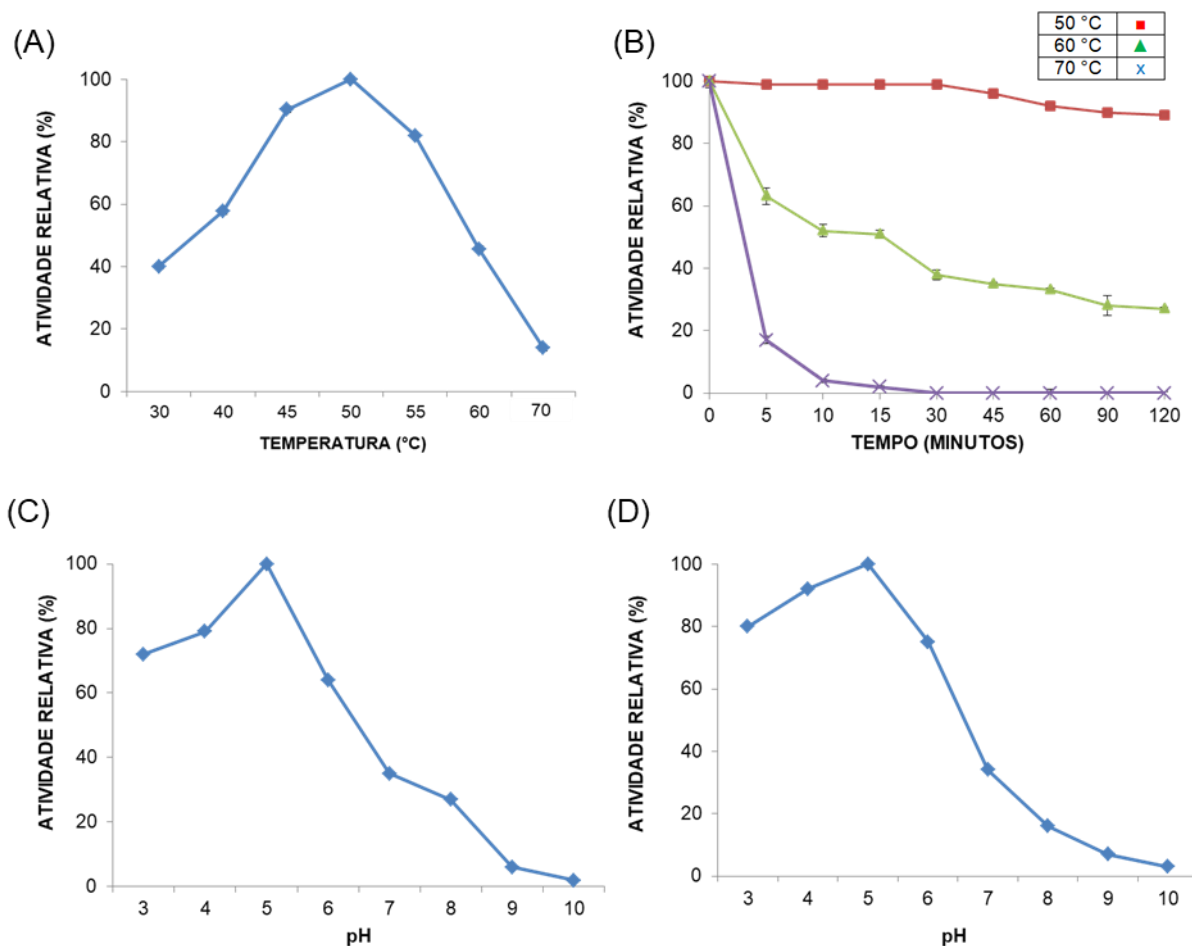 (A)
ATIVIDADE RELATIVA (%)
100
80
60
40
20
0
30 40 45 50 55 60 70
TEMPERATURA (°C)
(B)
50 °C
60 °C
70 °C x
ATIVIDADE RELATIVA (%)
100
80
60
40
20
0
0 5 10 15 30 45 60 90 120
TEMPO (MINUTOS)
(C)
ATIVIDADE RELATIVA (%)
100
80
60
40
20
0
3 4 5 6 7 8 9 10
pH
(D)
ATIVIDADE RELATIVA (%)
100
80
60
40
20
0
3 4 5 6 7 8 9 10
pH